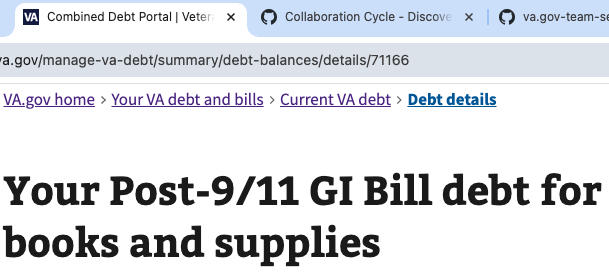 VA Combined Debt Portal | Veter × Collaboration Cycle - Discove × va.gov-team-se
va.gov/manage-va-debt/summary/debt-balances/details/71166
VA.gov home > Your VA debt and bills > Current VA debt > Debt details
Your Post-9/11 GI Bill debt for
books and supplies